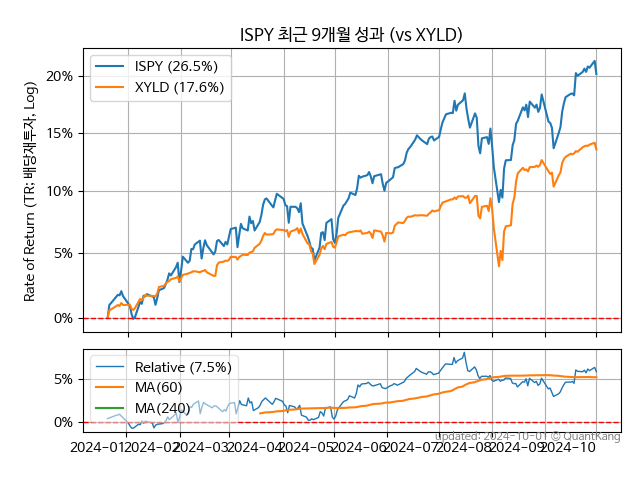 ISPY 최근 9개월 성과 (vs XYLD)
Rate of Return (TR: 배당재투자, Log)
20%
15%
10%
5%
0%
ISPY (26.5%)
XYLD (17.6%)
5%
0%
Relative (7.5%)
MA(60)
MA(240)
2024-01 2024-02 2024-03 2024-04 2024-05 2024-06 2024-07 2024-08 2024-09 2024-10
updated: 2024-10-01 © QuantKang